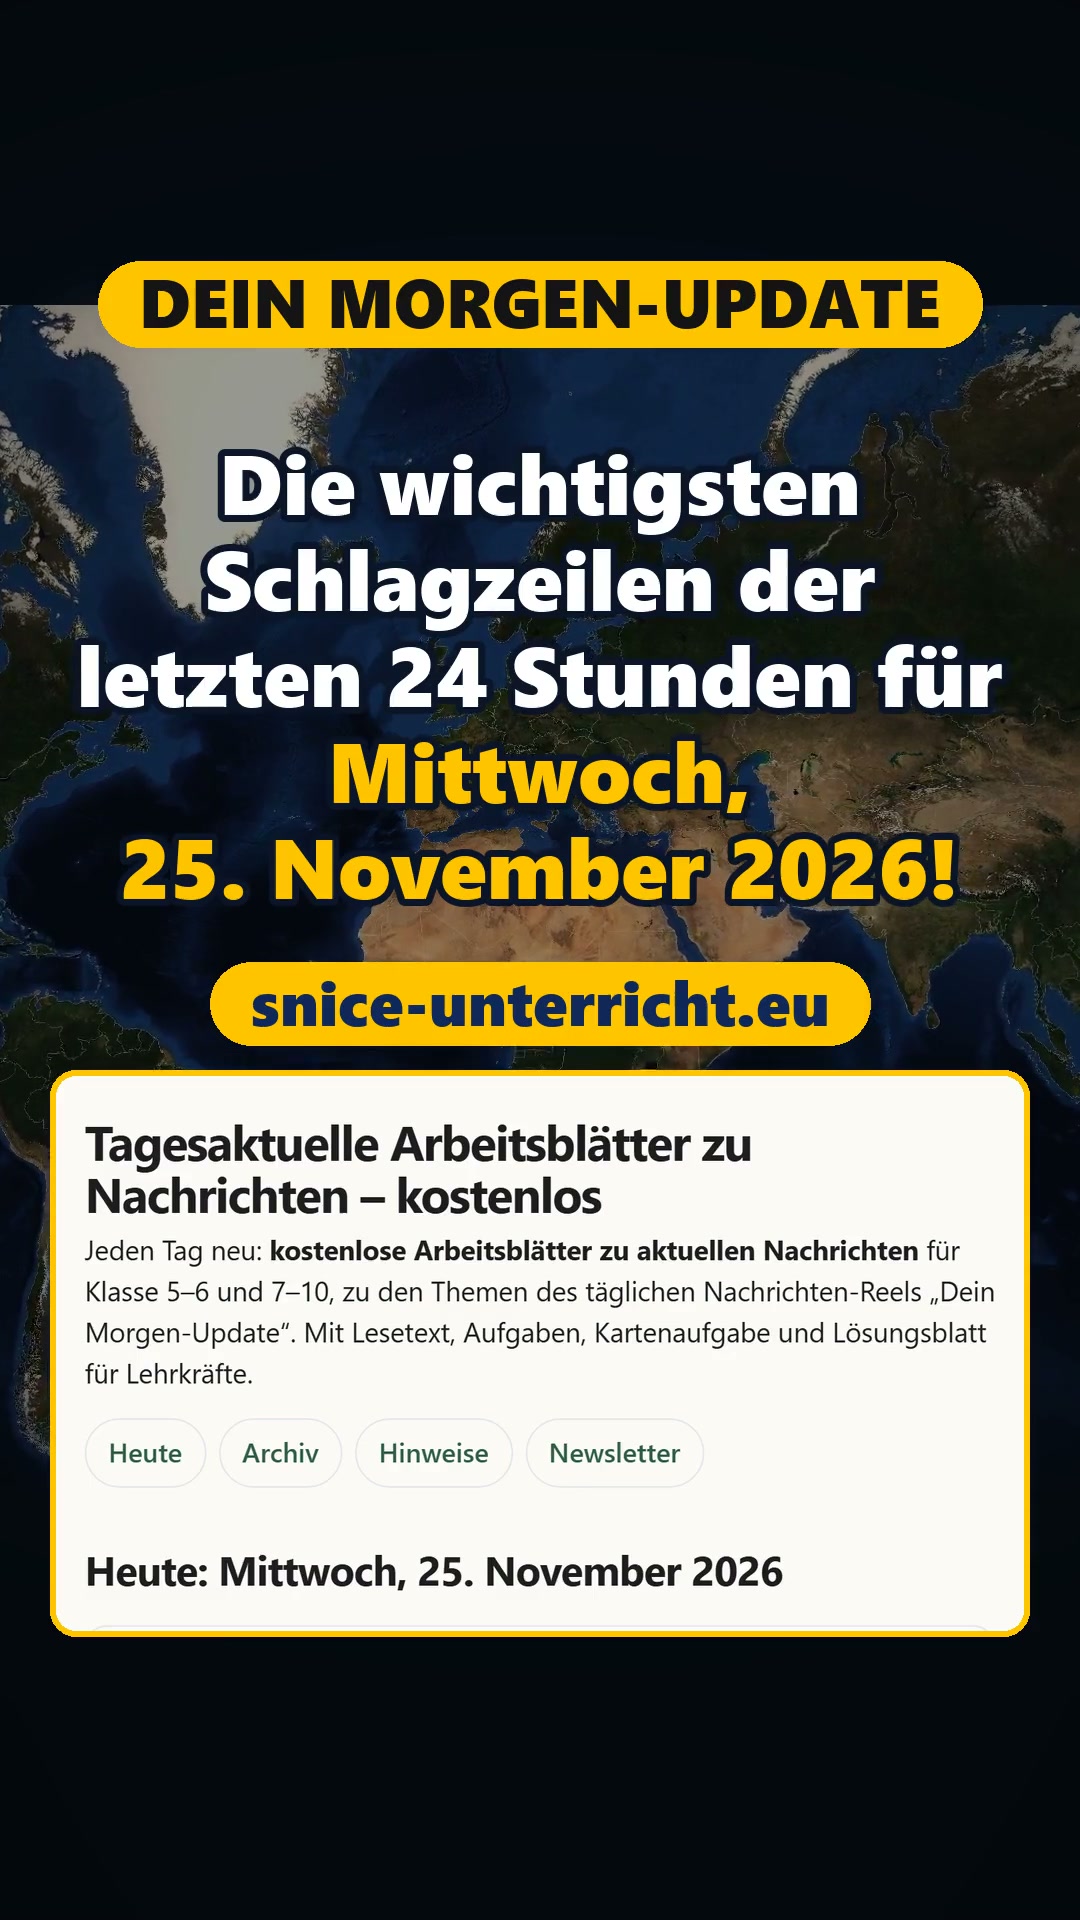 DEIN MORGEN-UPDATE
Die wichtigsten
Schlagzeilen der
letzten 24 Stunden für
Mittwoch,
25. November 2026!
snice-unterricht.eu
Tagesaktuelle Arbeitsblätter zu
Nachrichten – kostenlos
Jeden Tag neu: kostenlose Arbeitsblätter zu aktuellen Nachrichten für
Klasse 5–6 und 7–10, zu den Themen des täglichen Nachrichten-Reels „Dein
Morgen-Update“. Mit Lesetext, Aufgaben, Kartenaufgabe und Lösungsblatt
für Lehrkräfte.
Heute Archiv Hinweise Newsletter
Heute: Mittwoch, 25. November 2026